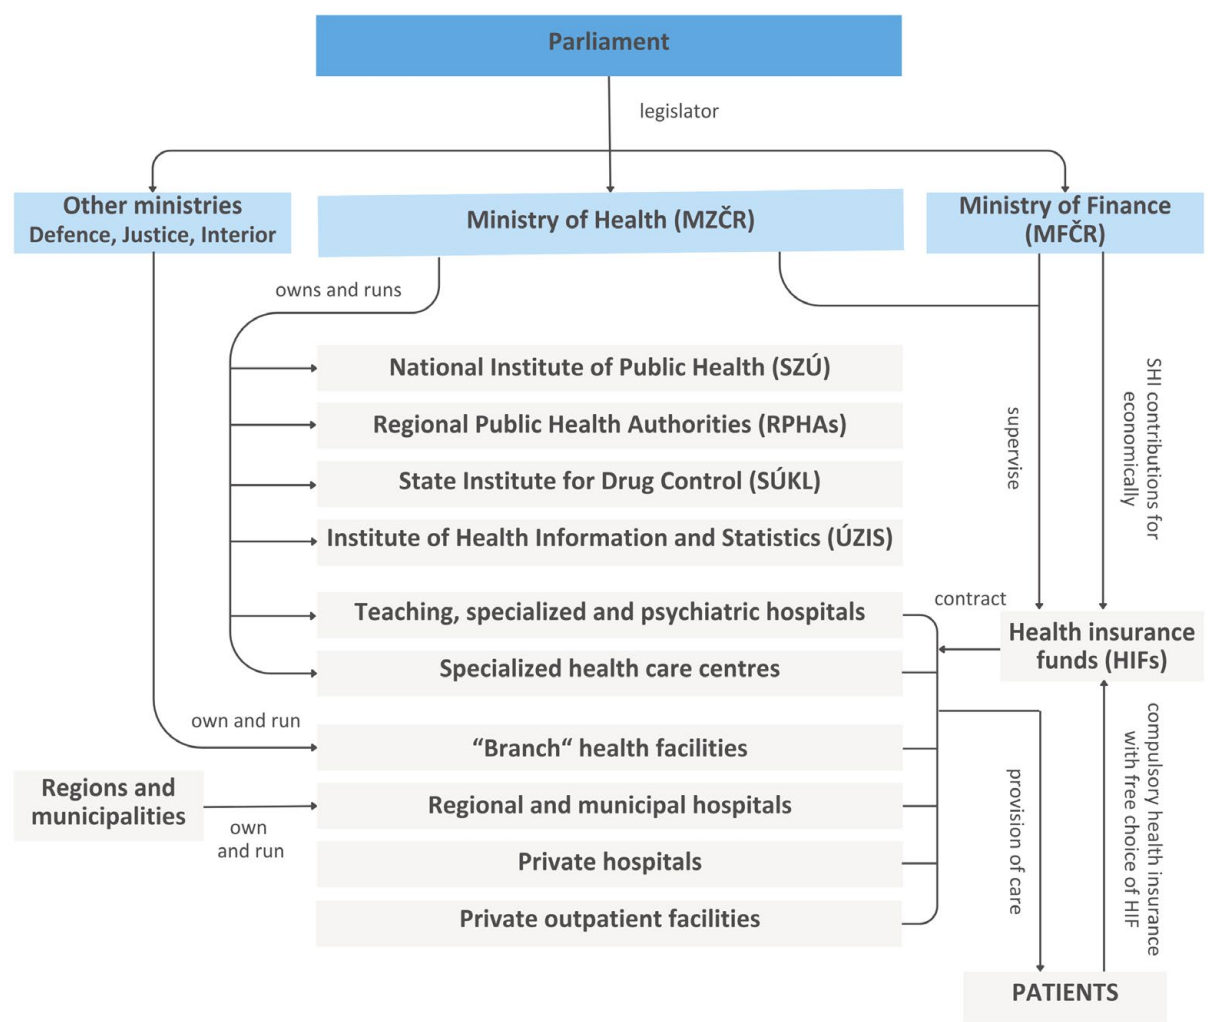 Parliament
legislator
Other ministries
Defence, Justice, Interior
Ministry of Health (MZČR)
Ministry of Finance
(MFČR)
owns and runs
National Institute of Public Health (SZÚ)
Regional Public Health Authorities (RPHAs)
State Institute for Drug Control (SÚKL)
Institute of Health Information and Statistics (ÚZIS)
supervise
SHI contributions for
economically
Teaching, specialized and psychiatric hospitals
contract
Health insurance
funds (HIFs)
Specialized health care centres
own and run
“Branch“ health facilities
Regions and
municipalities
own
and run
Regional and municipal hospitals
Private hospitals
Private outpatient facilities
provision of care
compulsory health insurance
with free choice of HIF
PATIENTS